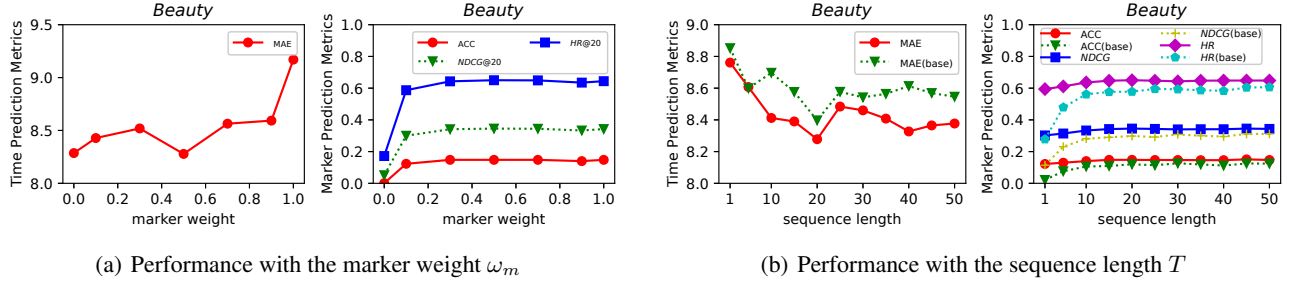 Beauty
Time Prediction Metrics
9.5
9.0
8.5
8.0
MAE
0.0 0.2 0.4 0.6 0.8 1.0
marker weight
Beauty
Marker Prediction Metrics
1.0
0.8
0.6
0.4
0.2
0.0
ACC
NDCG@20
HR@20
0.0 0.2 0.4 0.6 0.8 1.0
marker weight
(a) Performance with the marker weight ωm
Beauty
Time Prediction Metrics
9.0
8.8
8.6
8.4
8.2
8.0
MAE
MAE(base)
1 10 20 30 40 50
sequence length
Beauty
Marker Prediction Metrics
1.0
0.8
0.6
0.4
0.2
0.0
ACC
ACC(base)
NDCG
NDCG(base)
HR
HR(base)
1 10 20 30 40 50
sequence length
(b) Performance with the sequence length T